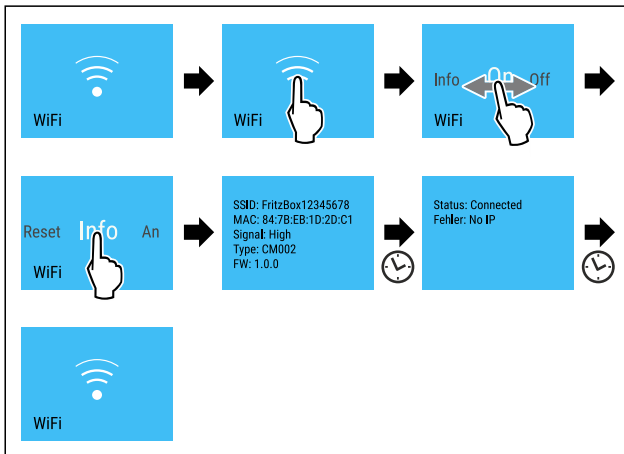 WiFi
WiFi
Info On Off
WiFi
Reset Info An
WiFi
SSID: FritzBox12345678
MAC: 84:7B:EB:1D:2D:C1
Signal: High
Type: CM002
FW: 1.0.0
Status: Connected
Fehler: No IP
WiFi